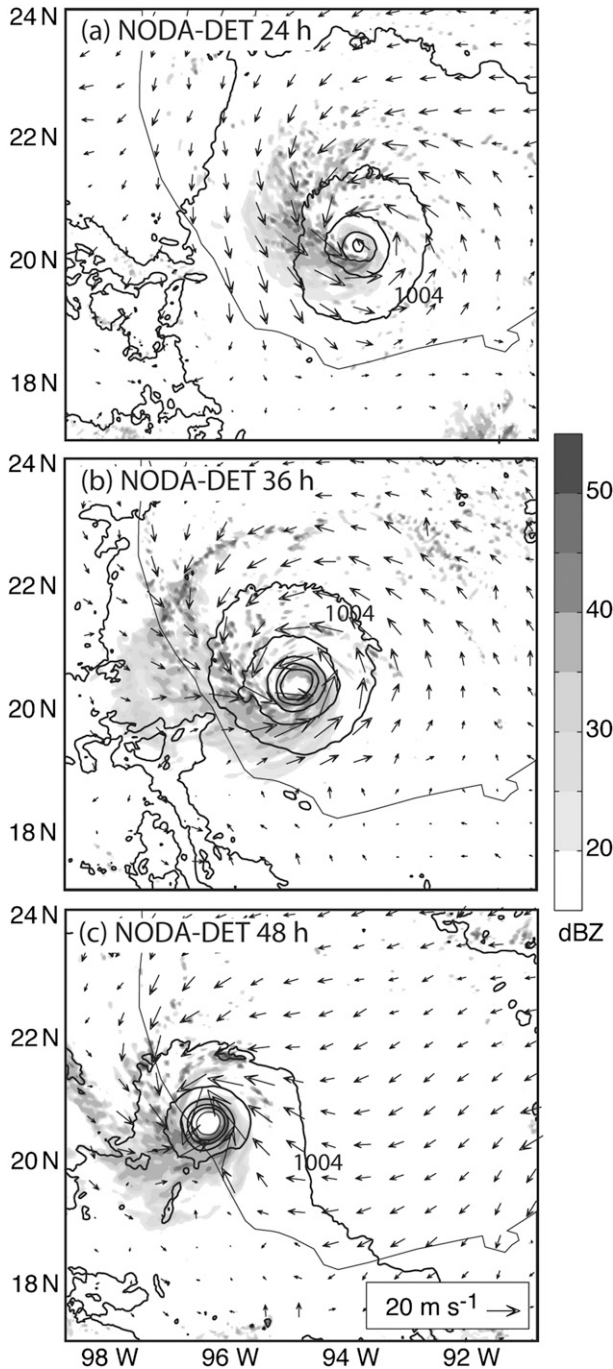 24 N
(a) NODA-DET 24 h
22 N
20 N
1004
18 N
24 N
(b) NODA-DET 36 h
22 N
1004
20 N
18 N
50
40
30
20
dBZ
24 N
(c) NODA-DET 48 h
22 N
20 N
1004
18 N
20 m s⁻¹
98 W 96 W 94 W 92 W